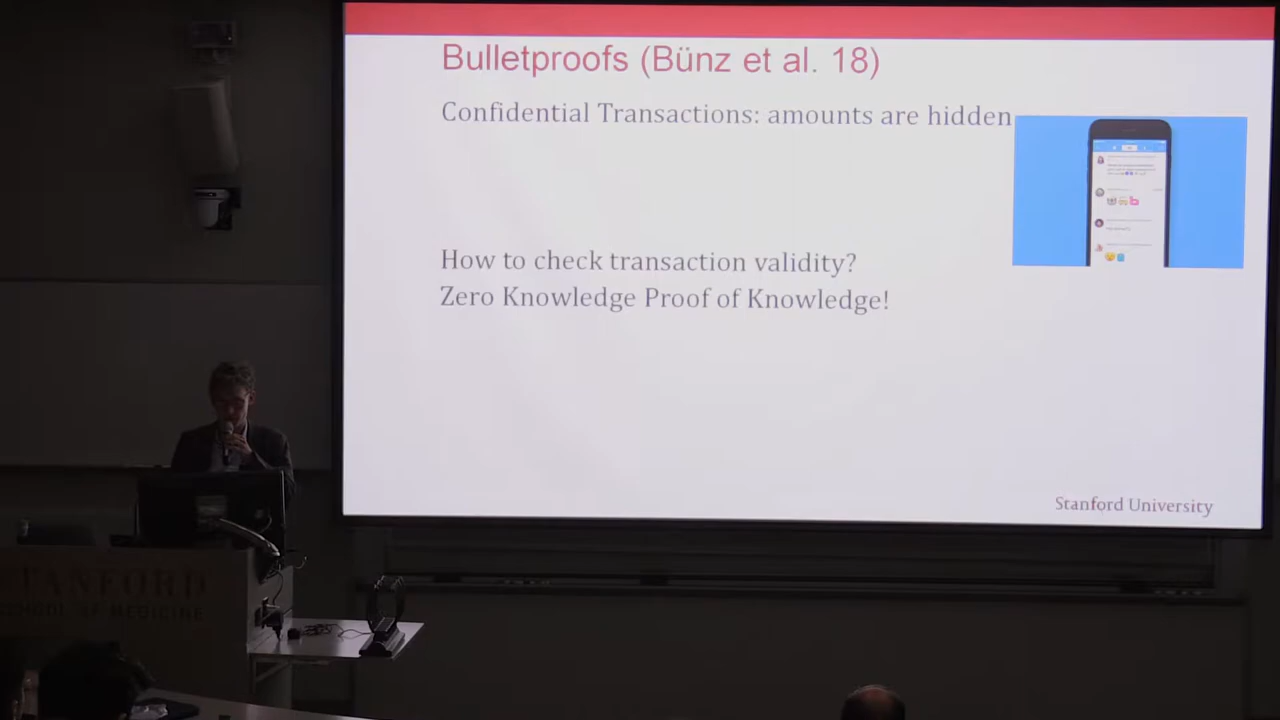 Bulletproofs (Bünz et al. 18)
Confidential Transactions: amounts are hidden
How to check transaction validity?
Zero Knowledge Proof of Knowledge!
Stanford University
STANFORD
SCHOOL OF MEDICINE